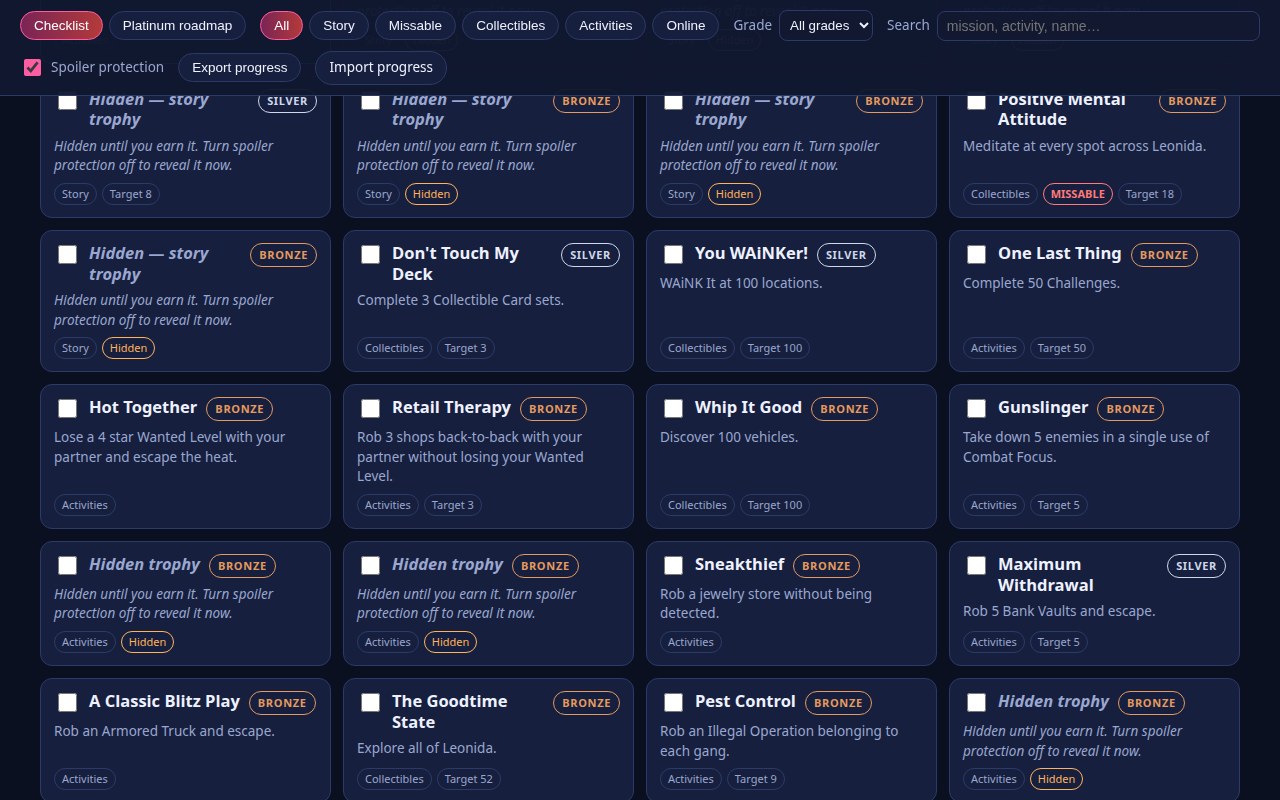 Checklist Platinum roadmap All Story Missable Collectibles Activities Online Grade All grades Search mission, activity, name…
Spoiler protection Export progress Import progress
Hidden — story trophy SILVER
Hidden until you earn it. Turn spoiler
protection off to reveal it now.
Story Target 8
Hidden — story trophy BRONZE
Hidden until you earn it. Turn spoiler
protection off to reveal it now.
Story Hidden
Hidden — story trophy BRONZE
Hidden until you earn it. Turn spoiler
protection off to reveal it now.
Story Hidden
Positive Mental Attitude BRONZE
Meditate at every spot across Leonida.
Collectibles MISSABLE Target 18
Hidden — story trophy BRONZE
Hidden until you earn it. Turn spoiler
protection off to reveal it now.
Story Hidden
Don't Touch My Deck SILVER
Complete 3 Collectible Card sets.
Collectibles Target 3
You WAiNKer! SILVER
WAiNK It at 100 locations.
Collectibles Target 100
One Last Thing BRONZE
Complete 50 Challenges.
Activities Target 50
Hot Together BRONZE
Lose a 4 star Wanted Level with your
partner and escape the heat.
Activities
Retail Therapy BRONZE
Rob 3 shops back-to-back with your
partner without losing your Wanted
Level.
Activities Target 3
Whip It Good BRONZE
Discover 100 vehicles.
Collectibles Target 100
Gunslinger BRONZE
Take down 5 enemies in a single use of
Combat Focus.
Activities Target 5
Hidden trophy BRONZE
Hidden until you earn it. Turn spoiler
protection off to reveal it now.
Activities Hidden
Hidden trophy BRONZE
Hidden until you earn it. Turn spoiler
protection off to reveal it now.
Activities Hidden
Sneakthief BRONZE
Rob a jewelry store without being
detected.
Activities
Maximum Withdrawal SILVER
Rob 5 Bank Vaults and escape.
Activities Target 5
A Classic Blitz Play BRONZE
Rob an Armored Truck and escape.
Activities
The Goodtime State BRONZE
Explore all of Leonida.
Collectibles Target 52
Pest Control BRONZE
Rob an Illegal Operation belonging to
each gang.
Activities Target 9
Hidden trophy BRONZE
Hidden until you earn it. Turn spoiler
protection off to reveal it now.
Activities Hidden